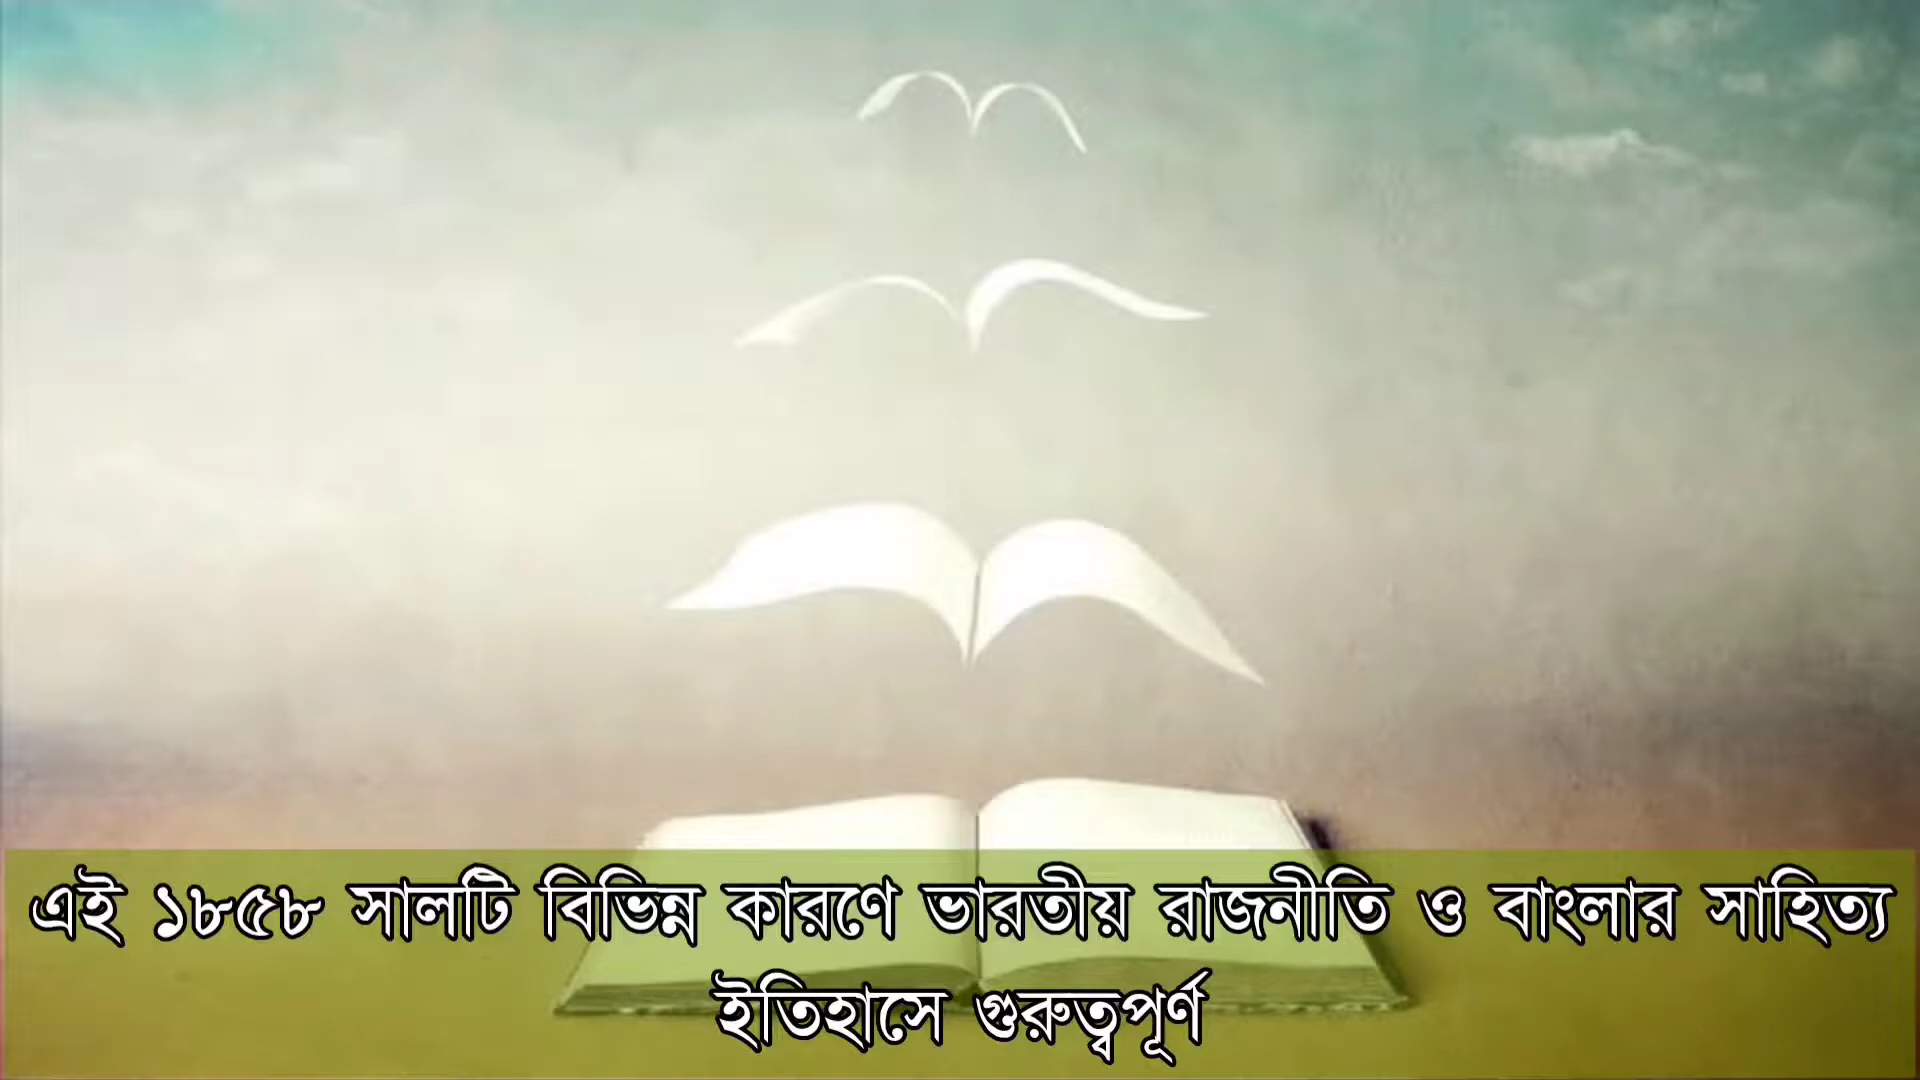 এই ১৮৫৮ সালটি বিভিন্ন কারণে ভারতীয় রাজনীতি ও বাংলার সাহিত্য
ইতিহাসে গুরুত্বপূর্ণ